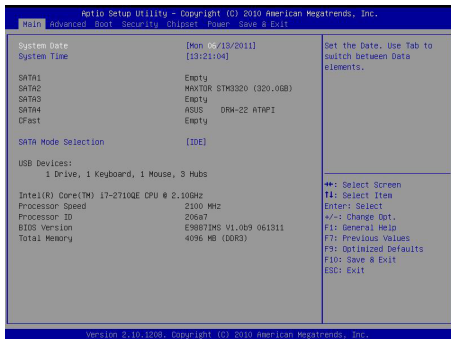 Aptio Setup Utility - Copyright (C) 2010 American Megatrends, Inc.
Main Advanced Boot Security Chipset Power Save & Exit
System Date [Mon 06/13/2011]
System Time [13:21:04]
SATA1 Empty
SATA2 MAXTOR STM3320 (320.0GB)
SATA3 Empty
SATA4 ASUS DRW-22 ATAPI
CFast Empty
SATA Mode Selection [IDE]
USB Devices:
1 Drive, 1 Keyboard, 1 Mouse, 3 Hubs
Intel(R) Core(TM) i7-2710QE CPU @ 2.10GHz
Processor Speed 2100 MHz
Processor ID 206a7
BIOS Version E9887IMS V1.0b9 061311
Total Memory 4096 MB (DDR3)
Set the Date. Use Tab to
switch between Data
elements.
→←: Select Screen
↑↓: Select Item
Enter: Select
+/-: Change Opt.
F1: General Help
F7: Previous Values
F9: Optimized Defaults
F10: Save & Exit
ESC: Exit
Version 2.10.1208. Copyright (C) 2010 American Megatrends, Inc.